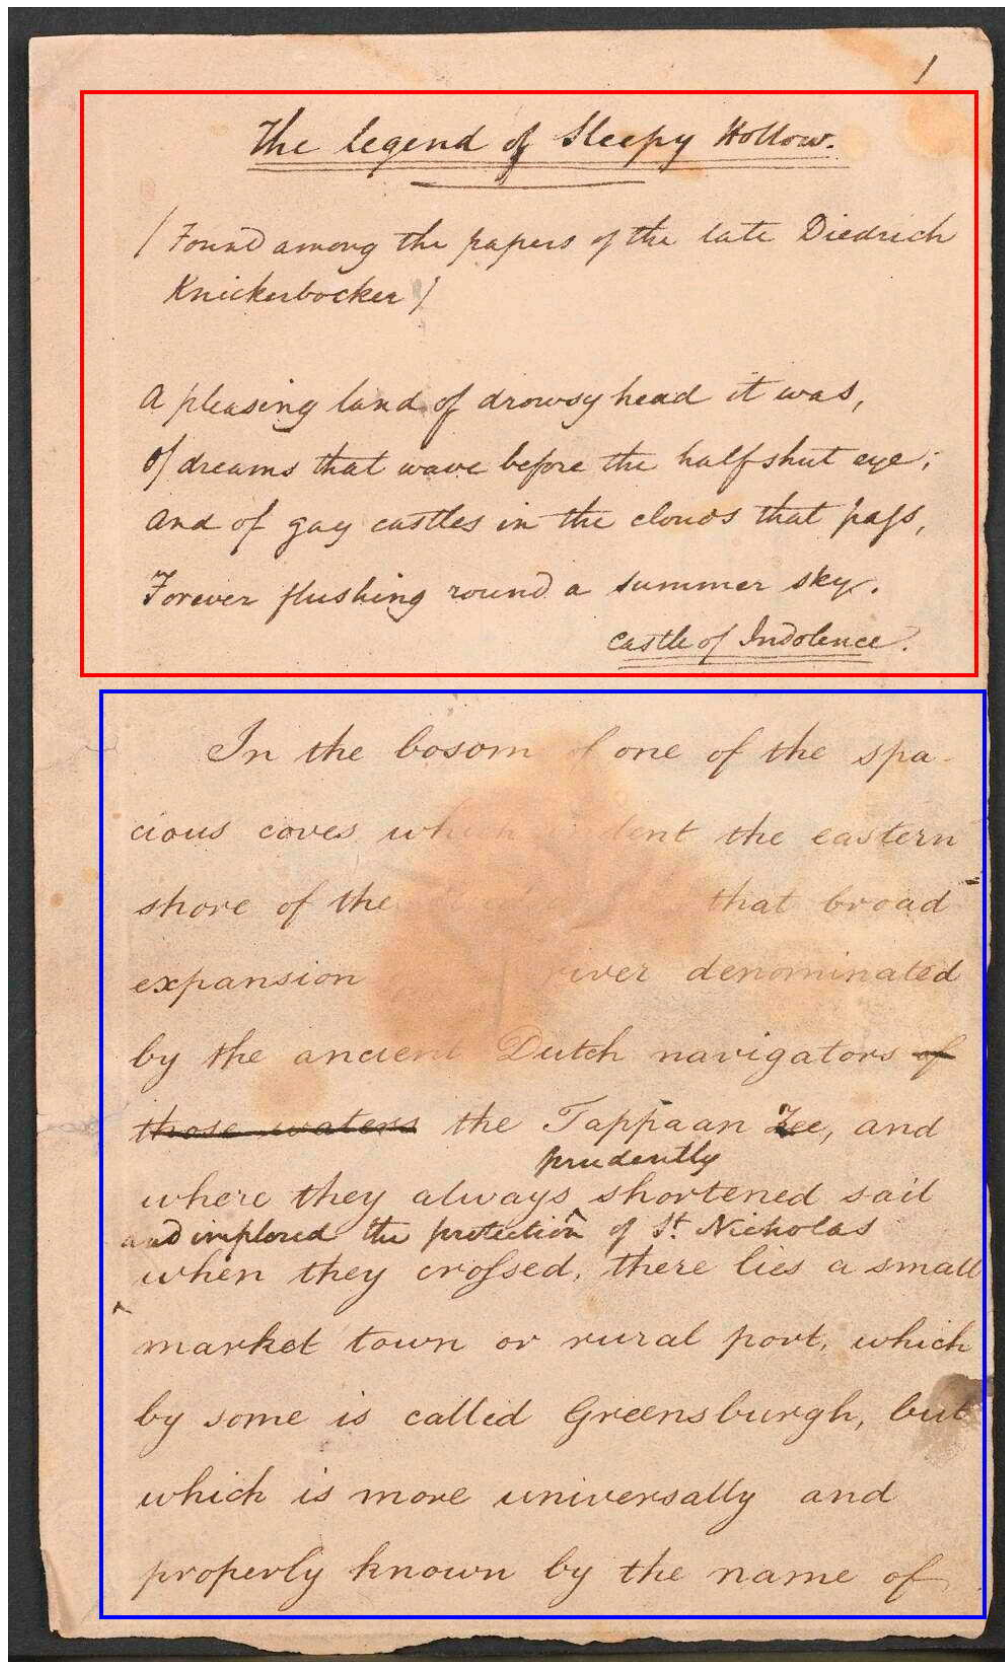 1
The legend of Sleepy Hollow.
(Found among the papers of the late Diedrich
Knickerbocker)
A pleasing land of drowsy head it was,
Of dreams that wave before the half shut eye;
And of gay castles in the clouds that pass,
Forever flushing round a summer sky.
Castle of Indolence.
In the bosom of one of the spa-
cious coves which indent the eastern
shore of the that broad
expansion river denominated
by the ancient Dutch navigators of
those waters the Tappaan Zee, and
prudently
where they always shortened sail
and implored the protection of St. Nicholas
when they crossed, there lies a small
market town or rural port, which
by some is called Greensburgh, but
which is more universally and
properly known by the name of